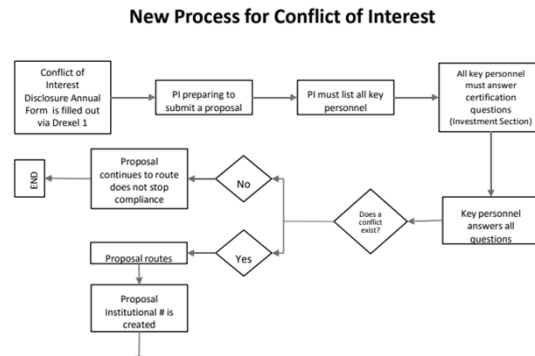 New Process for Conflict of Interest
Conflict of
Interest
Disclosure Annual
Form is filled out
via Drexel 1
PI preparing to
submit a proposal
PI must list all key
personnel
All key personnel
must answer
certification
questions
(Investment Section)
Key personnel
answers all
questions
Does a
conflict
exist?
No
Proposal
continues to route
does not stop
compliance
END
Yes
Proposal routes
Proposal
Institutional # is
created